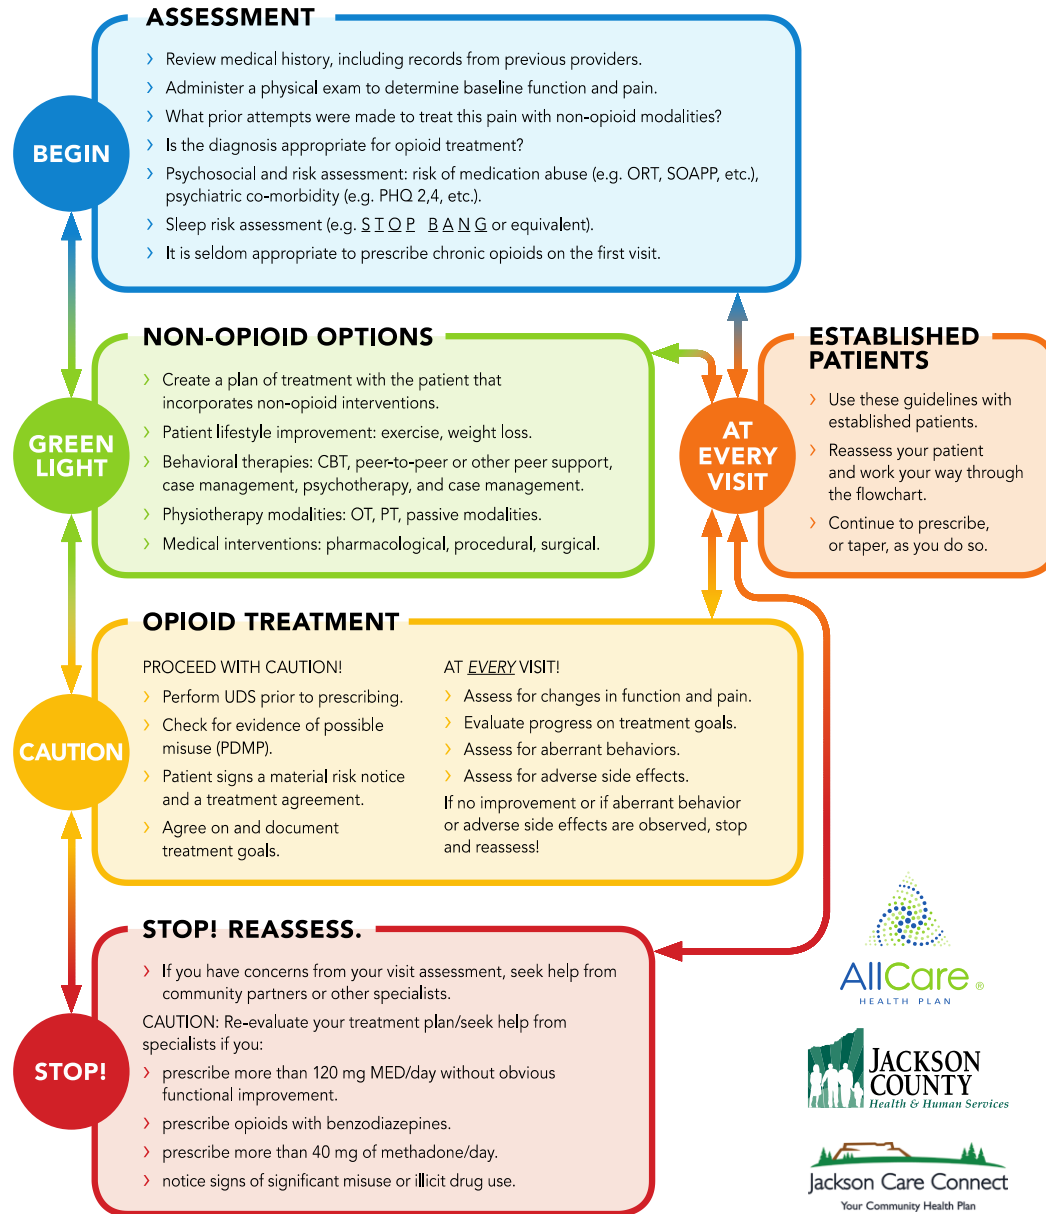 ASSESSMENT
BEGIN
› Review medical history, including records from previous providers.
› Administer a physical exam to determine baseline function and pain.
› What prior attempts were made to treat this pain with non-opioid modalities?
› Is the diagnosis appropriate for opioid treatment?
› Psychosocial and risk assessment: risk of medication abuse (e.g. ORT, SOAPP, etc.),
psychiatric co-morbidity (e.g. PHQ 2,4, etc.).
› Sleep risk assessment (e.g. S T O P B A N G or equivalent).
› It is seldom appropriate to prescribe chronic opioids on the first visit.
NON-OPIOID OPTIONS
GREEN
LIGHT
› Create a plan of treatment with the patient that
incorporates non-opioid interventions.
› Patient lifestyle improvement: exercise, weight loss.
› Behavioral therapies: CBT, peer-to-peer or other peer support,
case management, psychotherapy, and case management.
› Physiotherapy modalities: OT, PT, passive modalities.
› Medical interventions: pharmacological, procedural, surgical.
AT
EVERY
VISIT
ESTABLISHED
PATIENTS
› Use these guidelines with
established patients.
› Reassess your patient
and work your way through
the flowchart.
› Continue to prescribe,
or taper, as you do so.
OPIOID TREATMENT
CAUTION
PROCEED WITH CAUTION!
› Perform UDS prior to prescribing.
› Check for evidence of possible
misuse (PDMP).
› Patient signs a material risk notice
and a treatment agreement.
› Agree on and document
treatment goals.
AT EVERY VISIT!
› Assess for changes in function and pain.
› Evaluate progress on treatment goals.
› Assess for aberrant behaviors.
› Assess for adverse side effects.
If no improvement or if aberrant behavior
or adverse side effects are observed, stop
and reassess!
STOP! REASSESS.
STOP!
› If you have concerns from your visit assessment, seek help from
community partners or other specialists.
CAUTION: Re-evaluate your treatment plan/seek help from
specialists if you:
› prescribe more than 120 mg MED/day without obvious
functional improvement.
› prescribe opioids with benzodiazepines.
› prescribe more than 40 mg of methadone/day.
› notice signs of significant misuse or illicit drug use.
AllCare ®
HEALTH PLAN
JACKSON
COUNTY
Health & Human Services
Jackson Care Connect
Your Community Health Plan